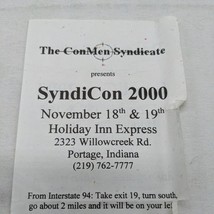 The ConMen Syndicate
presents
SyndiCon 2000
November 18th & 19th
Holiday Inn Express
2323 Willowcreek Rd.
Portage, Indiana
(219) 762-7777
From Interstate 94: Take exit 19, turn south,
go about 2 miles and it will be on your lef